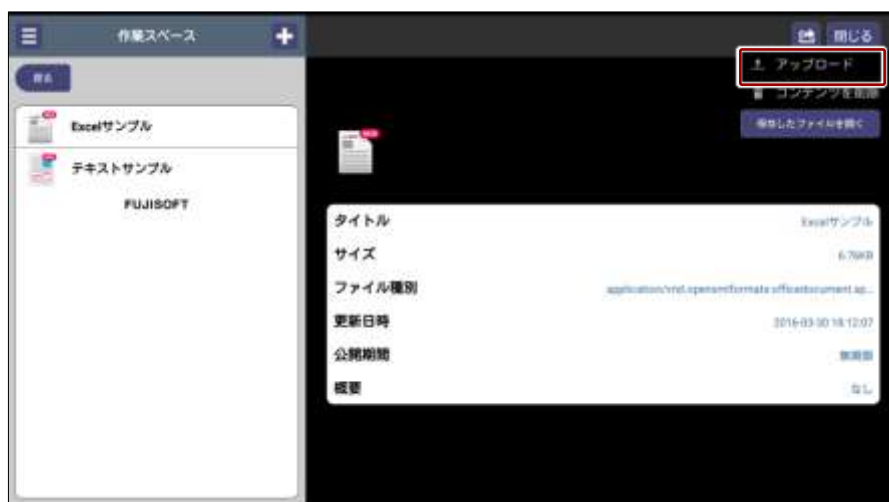 作業スペース
閉じる
戻る
アップロード
コンテンツを削除
保存したファイルを開く
Excelサンプル
テキストサンプル
FUJISOFT
タイトル Excelサンプル
サイズ 6.76KB
ファイル種別
更新日時 2016-03-30 18:12:07
公開期間 無期限
概要 なし